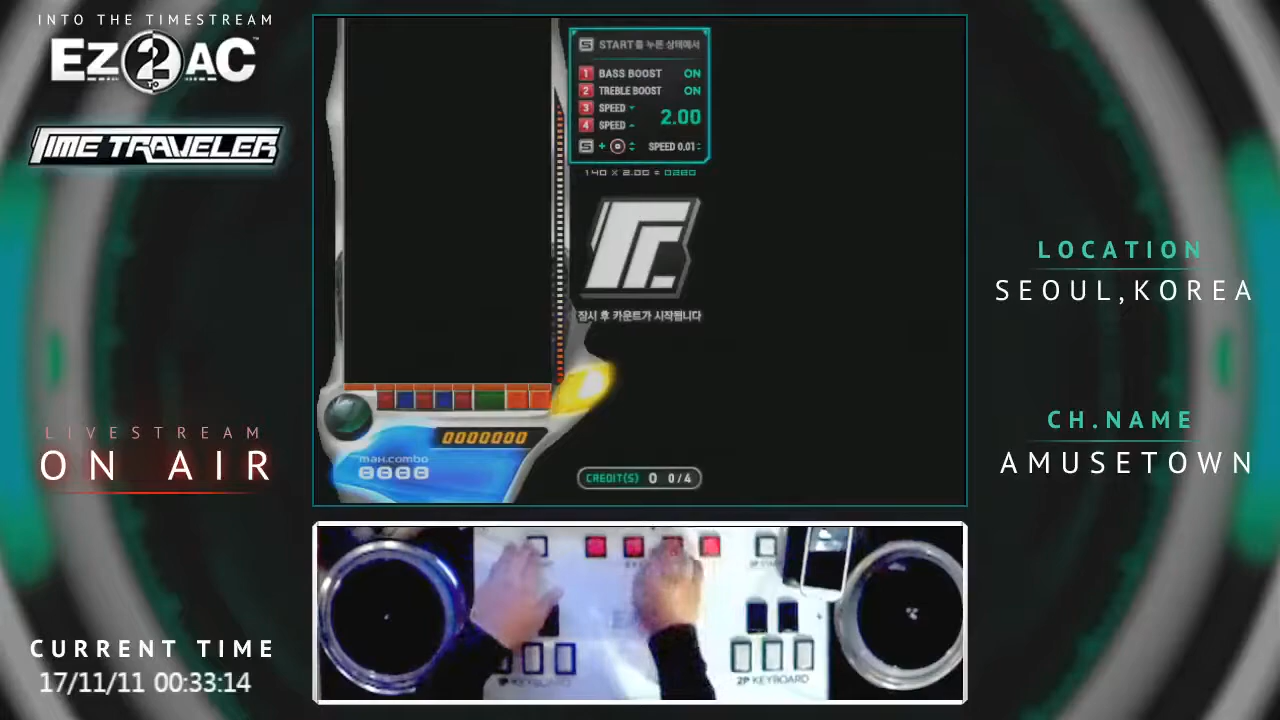 INTO THE TIMESTREAM
EZ2AC
TO
TM
TIME TRAVELER
LIVESTREAM
ON AIR
CURRENT TIME
17/11/11 00:33:14
S START를 누른 상태에서
1 BASS BOOST ON
2 TREBLE BOOST ON
3 SPEED
4 SPEED
2.00
S + SPEED 0.01
140 X 2.00 = 0280
잠시 후 카운트가 시작됩니다
0000000
max.combo
0000
CREDIT(S) 0 0/4
LOCATION
SEOUL,KOREA
CH.NAME
AMUSETOWN
1P KEYBOARD
2P KEYBOARD